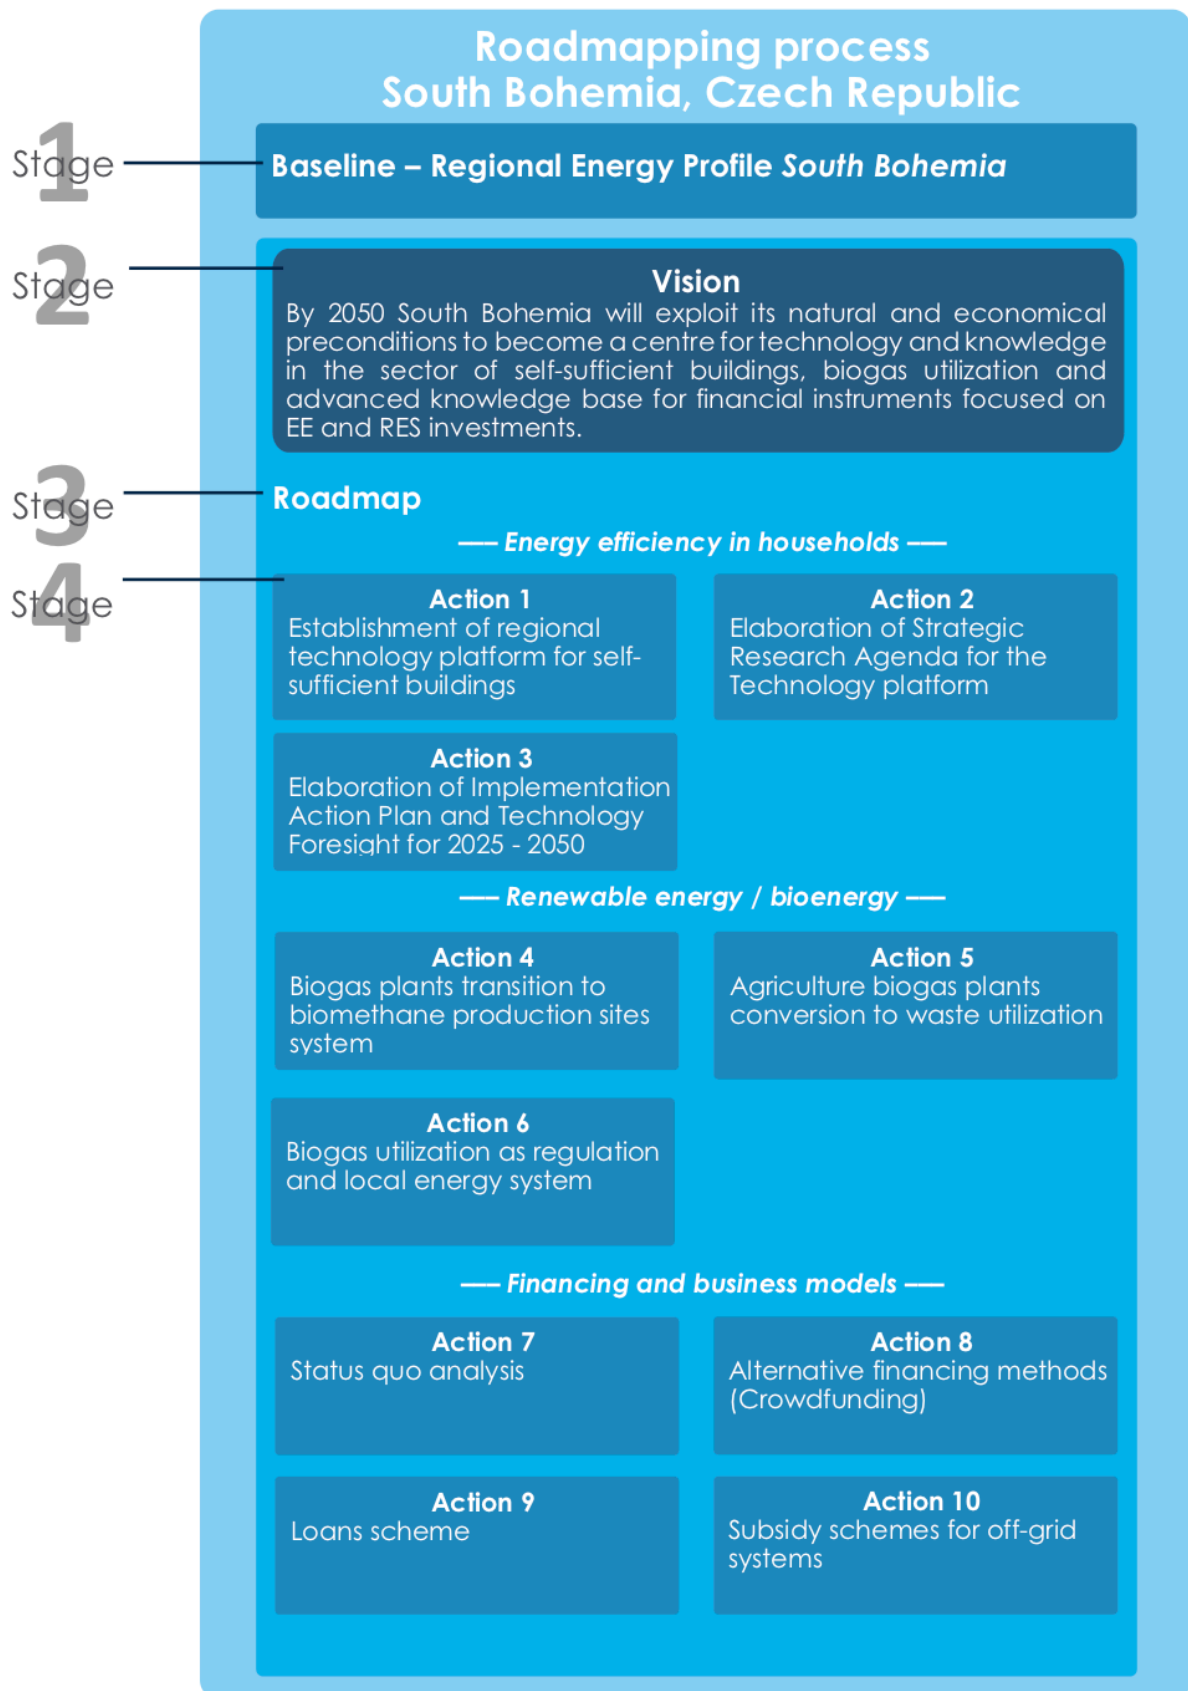 Roadmapping process
South Bohemia, Czech Republic
1
Stage
Baseline – Regional Energy Profile South Bohemia
2
Stage
Vision
By 2050 South Bohemia will exploit its natural and economical
preconditions to become a centre for technology and knowledge
in the sector of self-sufficient buildings, biogas utilization and
advanced knowledge base for financial instruments focused on
EE and RES investments.
3
Stage
Roadmap
Energy efficiency in households
4
Stage
Action 1
Establishment of regional
technology platform for self-
sufficient buildings
Action 2
Elaboration of Strategic
Research Agenda for the
Technology platform
Action 3
Elaboration of Implementation
Action Plan and Technology
Foresight for 2025 - 2050
Renewable energy / bioenergy
Action 4
Biogas plants transition to
biomethane production sites
system
Action 5
Agriculture biogas plants
conversion to waste utilization
Action 6
Biogas utilization as regulation
and local energy system
Financing and business models
Action 7
Status quo analysis
Action 8
Alternative financing methods
(Crowdfunding)
Action 9
Loans scheme
Action 10
Subsidy schemes for off-grid
systems